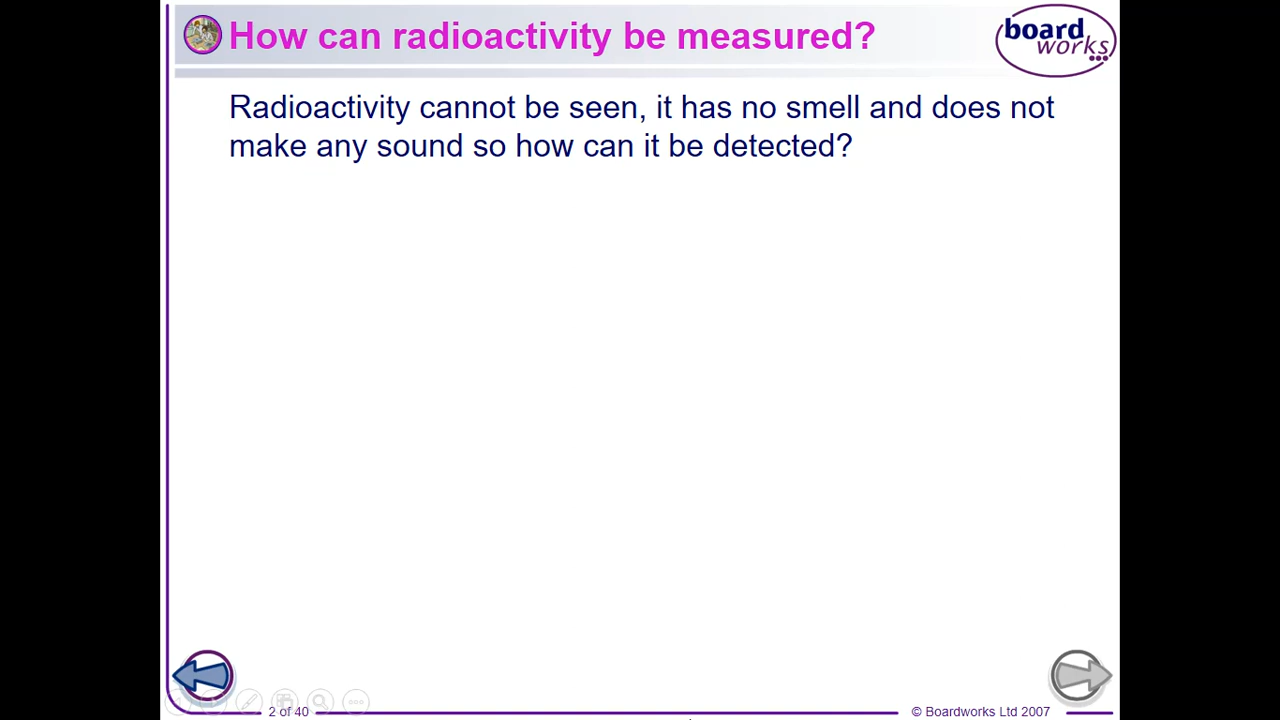 How can radioactivity be measured?
board
works
Radioactivity cannot be seen, it has no smell and does not
make any sound so how can it be detected?
2 of 40
© Boardworks Ltd 2007